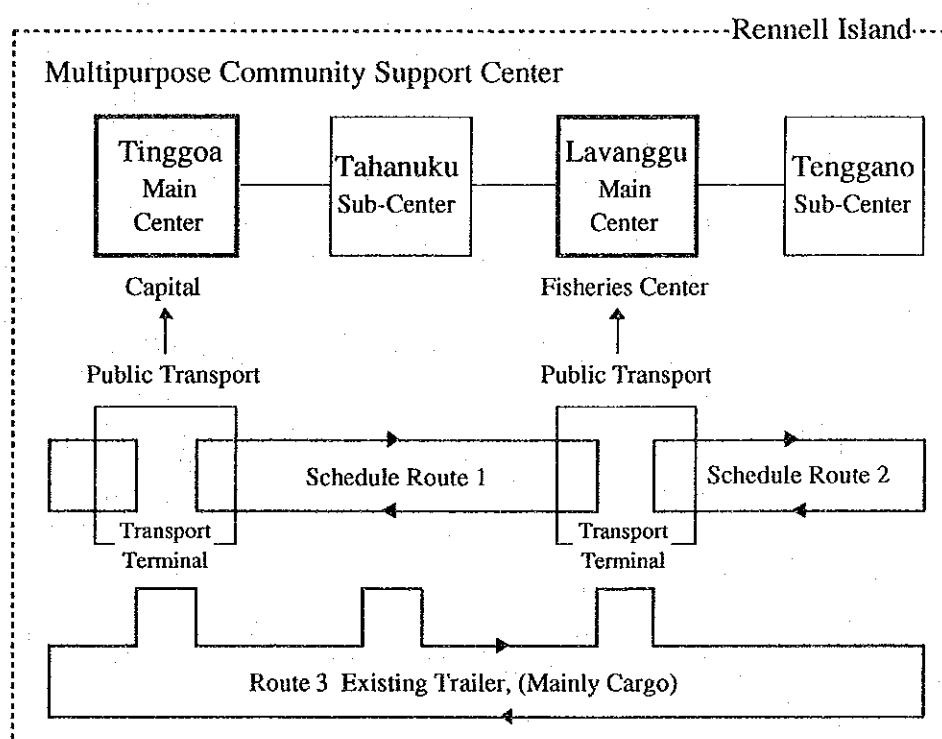 Rennell Island
Multipurpose Community Support Center
Tinggoa
Main
Center
Tahanuku
Sub-Center
Lavanggu
Main
Center
Tenggano
Sub-Center
Capital
Fisheries Center
Public Transport
Public Transport
Schedule Route 1
Schedule Route 2
Transport
Terminal
Transport
Terminal
Route 3 Existing Trailer, (Mainly Cargo)